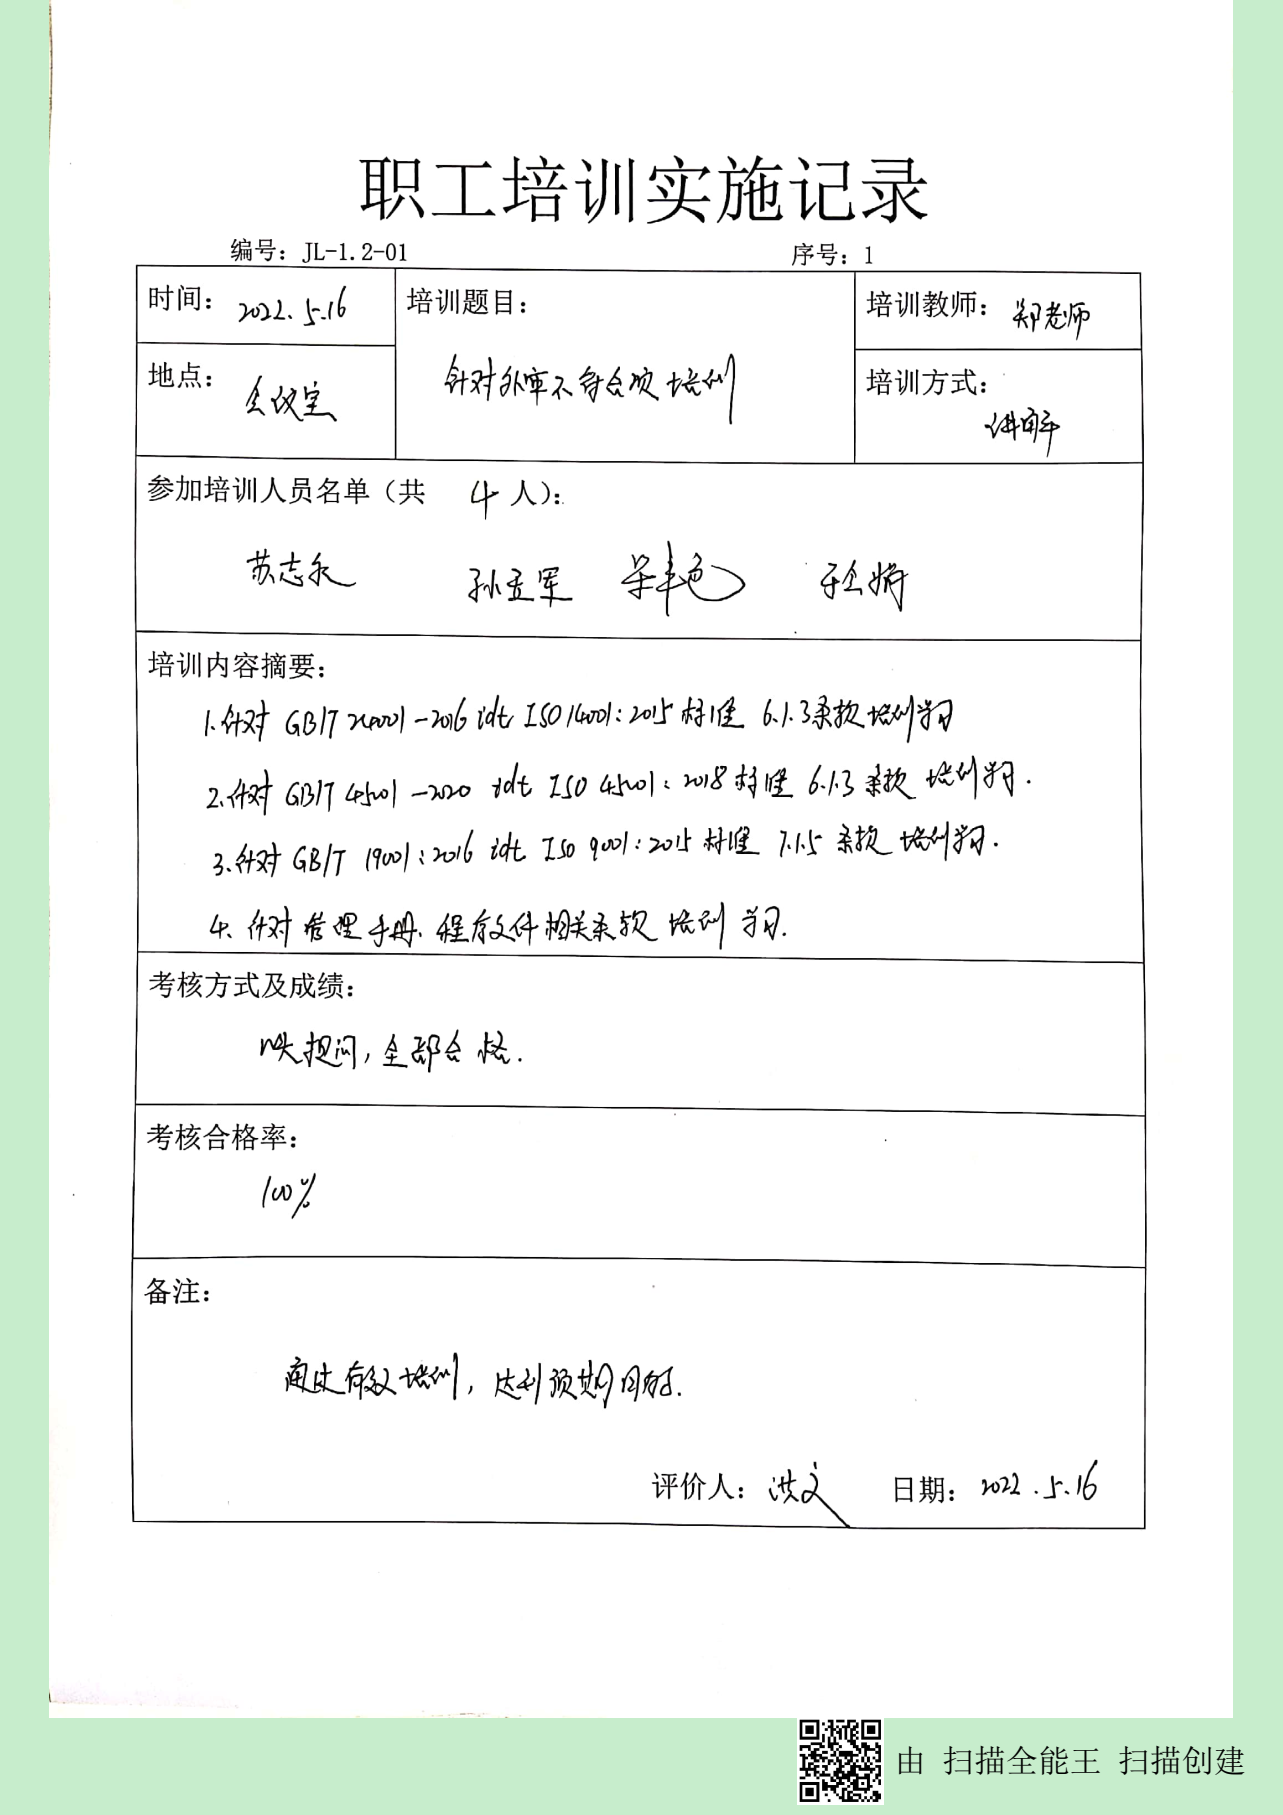 职工培训实施记录
编号：JL-1.2-01 序号：1
时间：2022.5.16
培训题目：
培训教师：郑老师
地点：会议室
针对外审不符合项培训
培训方式：
讲解
参加培训人员名单（共 4 人）：
苏志永 孙孟军
培训内容摘要：
1.针对 GB/T 24001-2016 idt ISO 14001:2015 标准 6.1.3条款培训学习
2.针对 GB/T 45001-2020 idt ISO 45001:2018 标准 6.1.3 条款 培训学习.
3.针对 GB/T 19001:2016 idt ISO 9001:2015 标准 7.1.5 条款 培训学习.
4.针对管理手册、程序文件相关条款 培训 学习.
考核方式及成绩：
口头提问,全部合格.
考核合格率：
100%
备注：
通过有效培训，达到预期目的.
评价人：洪文 日期：2022.5.16
由 扫描全能王 扫描创建